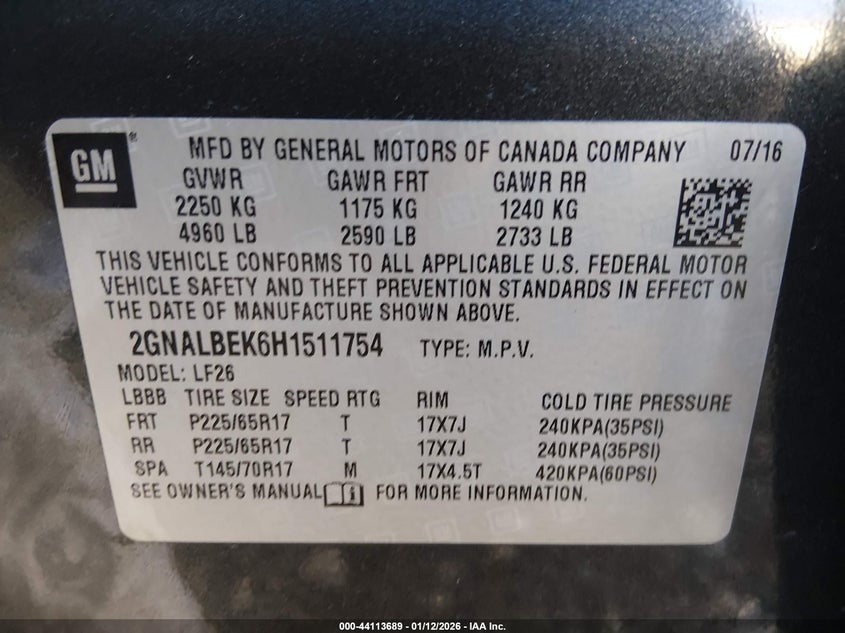 GM
MFD BY GENERAL MOTORS OF CANADA COMPANY 07/16
GVWR GAWR FRT GAWR RR
2250 KG 1175 KG 1240 KG
4960 LB 2590 LB 2733 LB
THIS VEHICLE CONFORMS TO ALL APPLICABLE U.S. FEDERAL MOTOR
VEHICLE SAFETY AND THEFT PREVENTION STANDARDS IN EFFECT ON
THE DATE OF MANUFACTURE SHOWN ABOVE.
2GNALBEK6H1511754 TYPE: M.P.V.
MODEL: LF26
LBBB TIRE SIZE SPEED RTG RIM COLD TIRE PRESSURE
FRT P225/65R17 T 17X7J 240KPA(35PSI)
RR P225/65R17 T 17X7J 240KPA(35PSI)
SPA T145/70R17 M 17X4.5T 420KPA(60PSI)
SEE OWNER'S MANUAL FOR MORE INFORMATION.
000-44113689 - 01/12/2026 - IAA Inc.